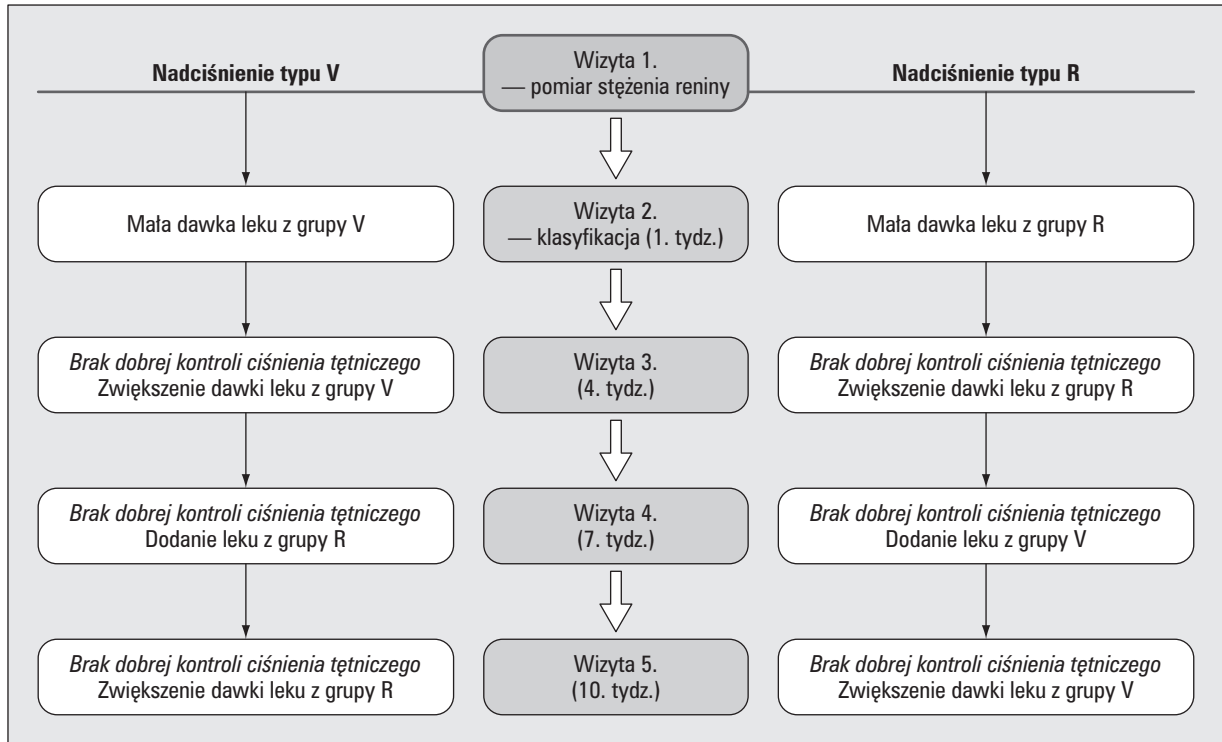 Nadciśnienie typu V
Wizyta 1.
— pomiar stężenia reniny
Nadciśnienie typu R
Mała dawka leku z grupy V
Wizyta 2.
— klasyfikacja (1. tydz.)
Mała dawka leku z grupy R
Brak dobrej kontroli ciśnienia tętniczego
Zwiększenie dawki leku z grupy V
Wizyta 3.
(4. tydz.)
Brak dobrej kontroli ciśnienia tętniczego
Zwiększenie dawki leku z grupy R
Brak dobrej kontroli ciśnienia tętniczego
Dodanie leku z grupy R
Wizyta 4.
(7. tydz.)
Brak dobrej kontroli ciśnienia tętniczego
Dodanie leku z grupy V
Brak dobrej kontroli ciśnienia tętniczego
Zwiększenie dawki leku z grupy R
Wizyta 5.
(10. tydz.)
Brak dobrej kontroli ciśnienia tętniczego
Zwiększenie dawki leku z grupy V